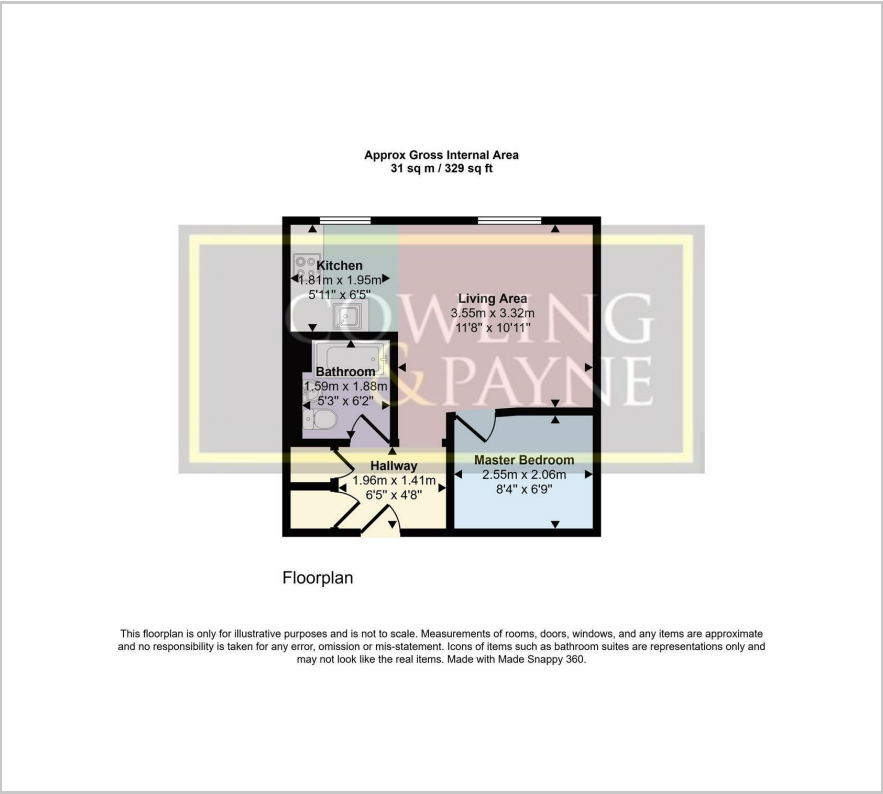 Approx Gross Internal Area
31 sq m / 329 sq ft
Kitchen
1.81m x 1.95m
5'11" x 6'5"
Living Area
3.55m x 3.32m
11'8" x 10'11"
COWLING
& PAYNE
Bathroom
1.59m x 1.88m
5'3" x 6'2"
Hallway
1.96m x 1.41m
6'5" x 4'8"
Master Bedroom
2.55m x 2.06m
8'4" x 6'9"
Floorplan
This floorplan is only for illustrative purposes and is not to scale. Measurements of rooms, doors, windows, and any items are approximate
and no responsibility is taken for any error, omission or mis-statement. Icons of items such as bathroom suites are representations only and
may not look like the real items. Made with Made Snappy 360.